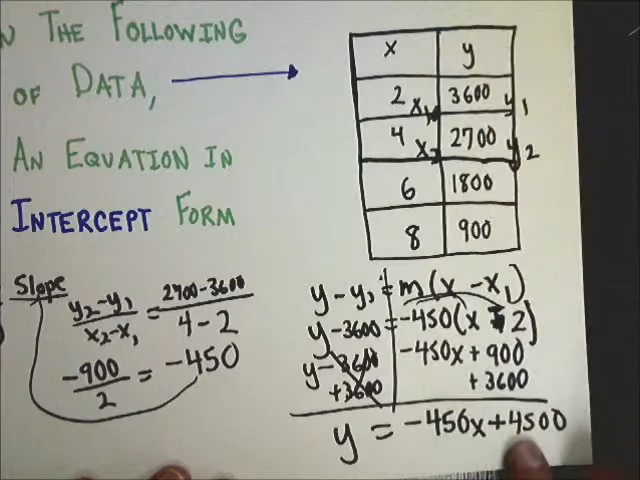 N THE FOLLOWING
OF DATA,
AN EQUATION IN
INTERCEPT FORM
x y
2 x₁ 3600 y₁
4 x₂ 2700 y₂
6 1800
8 900
Slope
y₂-y₁ / x₂-x₁ = 2700-3600 / 4-2
-900 / 2 = -450
y-y₁ = m(x-x₁)
y-3600 = -450(x-2)
y-3600 -450x+900
+3600 +3600
y = -450x+4500